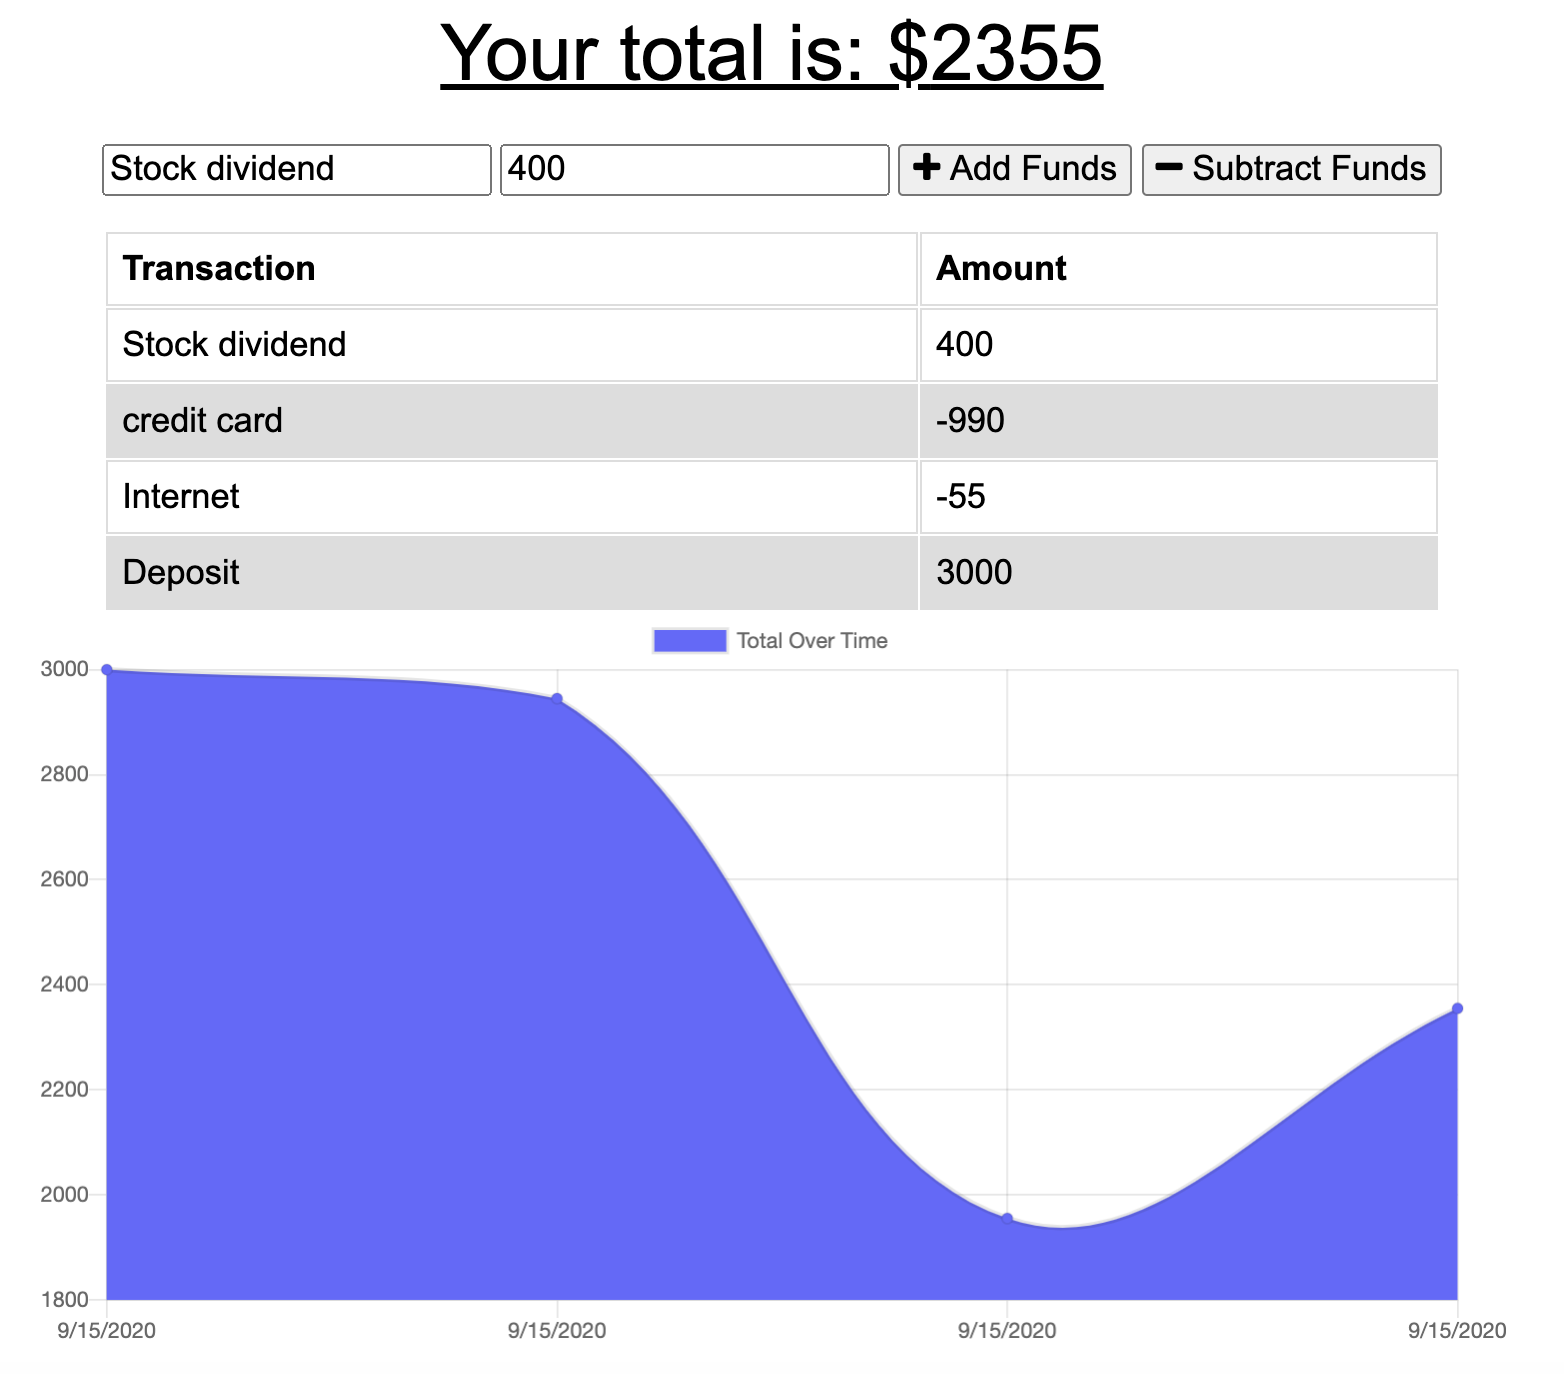 Your total is: $2355
Stock dividend 400 Add Funds Subtract Funds
Transaction Amount
Stock dividend 400
credit card -990
Internet -55
Deposit 3000
Total Over Time
3000
2800
2600
2400
2200
2000
1800
9/15/2020 9/15/2020 9/15/2020 9/15/2020